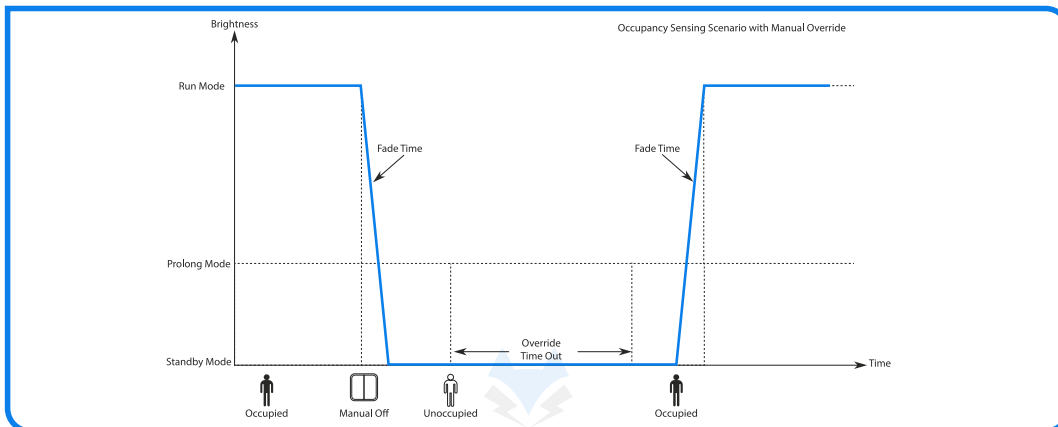 Brightness
Occupancy Sensing Scenario with Manual Override
Run Mode
Fade Time
Fade Time
Prolong Mode
Override
Time Out
Standby Mode
Time
Occupied
Manual Off
Unoccupied
Occupied